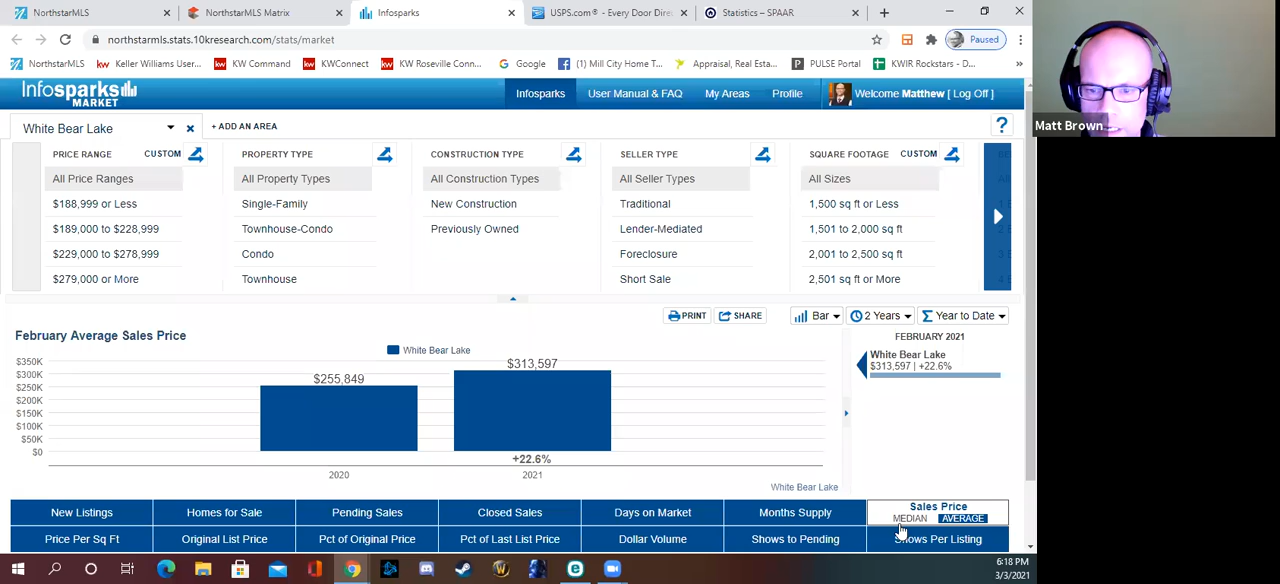 NorthstarMLS
NorthstarMLS Matrix
Infosparks
USPS.com® - Every Door Dire
Statistics – SPAAR
northstarmls.stats.10kresearch.com/stats/market
Paused
NorthstarMLS
Keller Williams User...
KW Command
KWConnect
KW Roseville Conn...
Google
(1) Mill City Home T...
Appraisal, Real Esta...
PULSE Portal
KWIR Rockstars - D...
»
Infosparks
MARKET
Infosparks
User Manual & FAQ
My Areas
Profile
Welcome Matthew [ Log Off ]
Matt Brown
White Bear Lake
+ ADD AN AREA
?
PRICE RANGE CUSTOM
All Price Ranges
$188,999 or Less
$189,000 to $228,999
$229,000 to $278,999
$279,000 or More
PROPERTY TYPE
All Property Types
Single-Family
Townhouse-Condo
Condo
Townhouse
CONSTRUCTION TYPE
All Construction Types
New Construction
Previously Owned
SELLER TYPE
All Seller Types
Traditional
Lender-Mediated
Foreclosure
Short Sale
SQUARE FOOTAGE CUSTOM
All Sizes
1,500 sq ft or Less
1,501 to 2,000 sq ft
2,001 to 2,500 sq ft
2,501 sq ft or More
PRINT
SHARE
Bar
2 Years
Year to Date
February Average Sales Price
White Bear Lake
FEBRUARY 2021
White Bear Lake
$313,597 | +22.6%
$350K
$300K
$250K
$200K
$150K
$100K
$50K
$0
$255,849
$313,597
+22.6%
2020
2021
White Bear Lake
New Listings
Homes for Sale
Pending Sales
Closed Sales
Days on Market
Months Supply
Sales Price
MEDIAN AVERAGE
Price Per Sq Ft
Original List Price
Pct of Original Price
Pct of Last List Price
Dollar Volume
Shows to Pending
Shows Per Listing
6:18 PM
3/3/2021